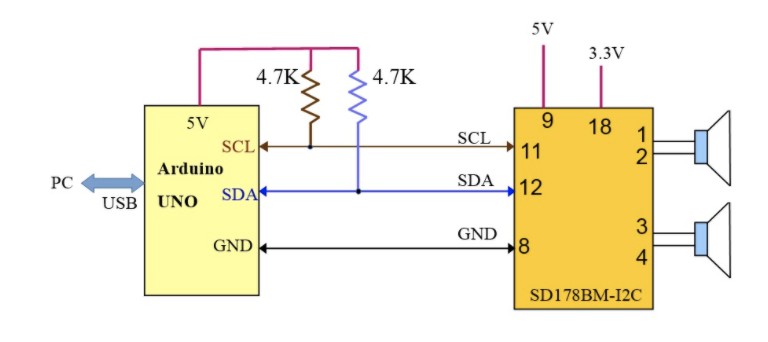 5V
3.3V
4.7K
4.7K
5V
9
18
SCL
SCL
11
1
2
Arduino
UNO
PC
USB
SDA
SDA
12
GND
GND
8
3
4
SD178BM-I2C